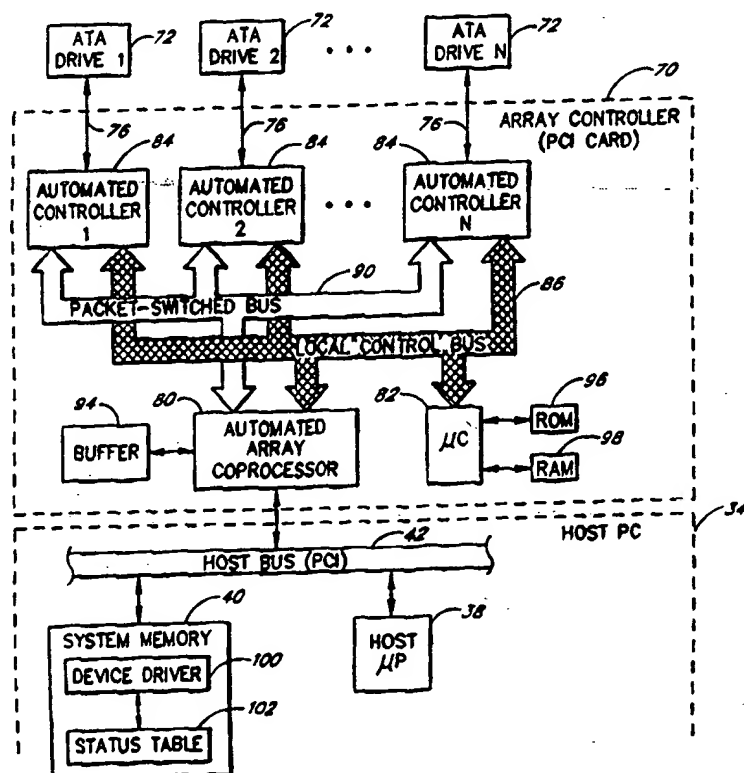 ATA
DRIVE 1
72
ATA
DRIVE 2
72
ATA
DRIVE N
72
70
76
84
76
84
76
84
ARRAY CONTROLLER
(PCI CARD)
AUTOMATED
CONTROLLER
1
AUTOMATED
CONTROLLER
2
AUTOMATED
CONTROLLER
N
90
86
PACKET-SWITCHED BUS
LOCAL CONTROL BUS
94
80
82
96
BUFFER
AUTOMATED
ARRAY
COPROCESSOR
μC
ROM
98
RAM
HOST PC
34
42
HOST BUS (PCI)
40
38
SYSTEM MEMORY
HOST
μP
100
DEVICE DRIVER
102
STATUS TABLE